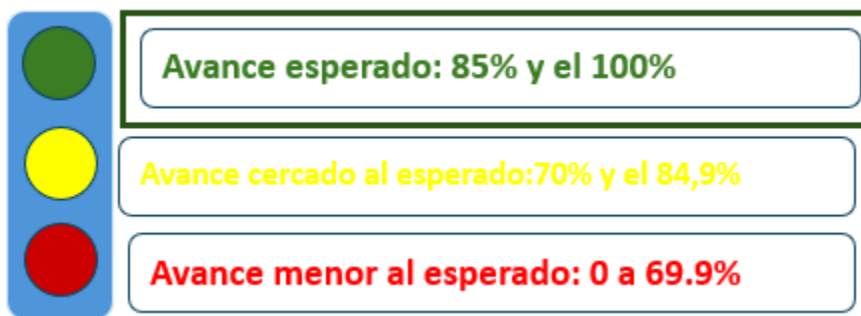 Avance esperado: 85% y el 100%
Avance cercado al esperado:70% y el 84,9%
Avance menor al esperado: 0 a 69.9%